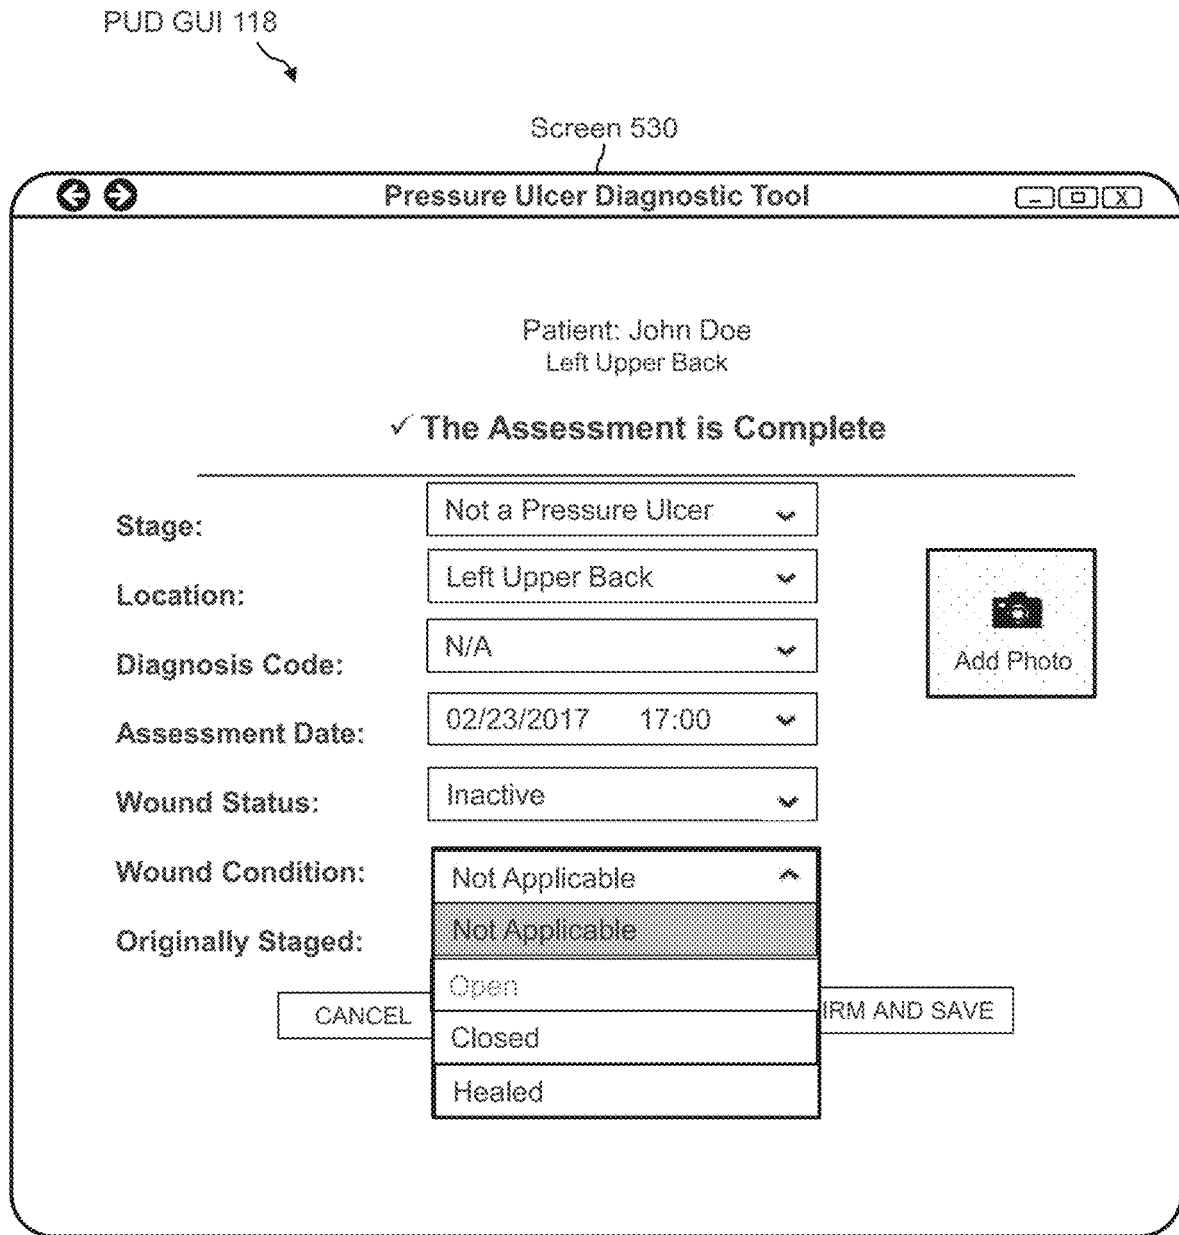 PUD GUI 118
Screen 530
Pressure Ulcer Diagnostic Tool
X
Patient: John Doe
Left Upper Back
✓ The Assessment is Complete
Stage: Not a Pressure Ulcer
Location: Left Upper Back
Add Photo
Diagnosis Code: N/A
Assessment Date: 02/23/2017 17:00
Wound Status: Inactive
Wound Condition: Not Applicable
Not Applicable
Originally Staged:
Open
CANCEL
IRM AND SAVE
Closed
Healed